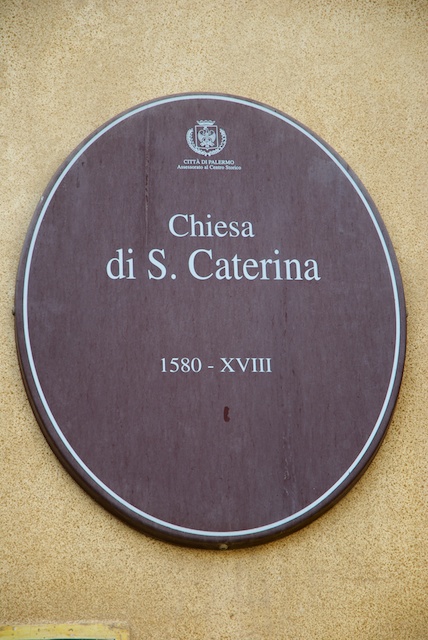 CITTÀ DI PALERMO
Assessorato al Centro Storico
Chiesa
di S. Caterina
1580 - XVIII